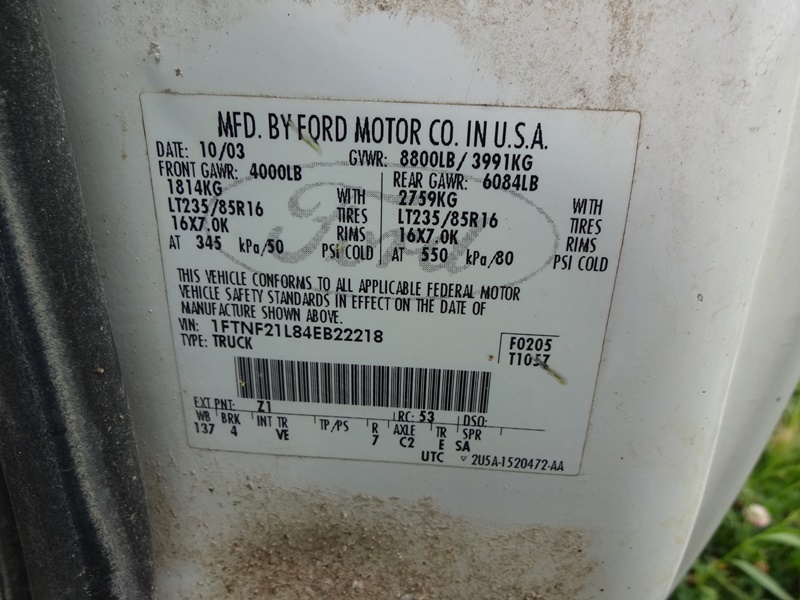 MFD. BY FORD MOTOR CO. IN U.S.A.
DATE: 10/03 GVWR: 8800LB / 3991KG
FRONT GAWR: 4000LB REAR GAWR: 6084LB
1814KG WITH 2759KG WITH
LT235/85R16 TIRES LT235/85R16 TIRES
16X7.0K RIMS 16X7.0K RIMS
AT 345 kPa/50 PSI COLD AT 550 kPa/80 PSI COLD
Ford
THIS VEHICLE CONFORMS TO ALL APPLICABLE FEDERAL MOTOR
VEHICLE SAFETY STANDARDS IN EFFECT ON THE DATE OF
MANUFACTURE SHOWN ABOVE.
VIN: 1FTNF21L84EB22218 F0205
TYPE: TRUCK T1057
EXT PNT: Z1 RC: 53 DSO:
WB BRK INT TR TP/PS R AXLE TR SPR
137 4 VE 7 C2 E SA
UTC ▽ 2U5A-1520472-AA